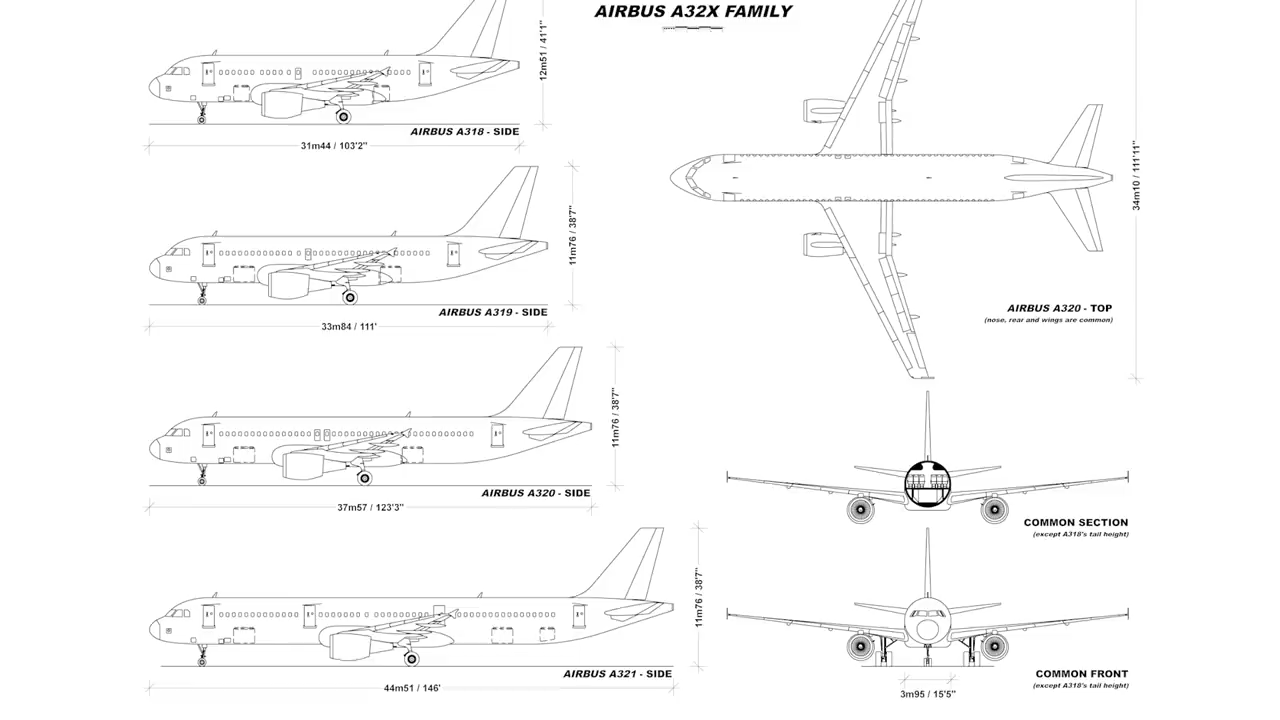 AIRBUS A32X FAMILY
12m51 / 41'1"
AIRBUS A318 - SIDE
31m44 / 103'2"
11m76 / 38'7"
AIRBUS A319 - SIDE
33m84 / 111'
34m10 / 111'11"
AIRBUS A320 - TOP
(nose, rear and wings are common)
11m76 / 38'7"
AIRBUS A320 - SIDE
37m57 / 123'3"
COMMON SECTION
(except A318's tail height)
11m76 / 38'7"
AIRBUS A321 - SIDE
44m51 / 146'
COMMON FRONT
(except A318's tail height)
3m95 / 15'5"